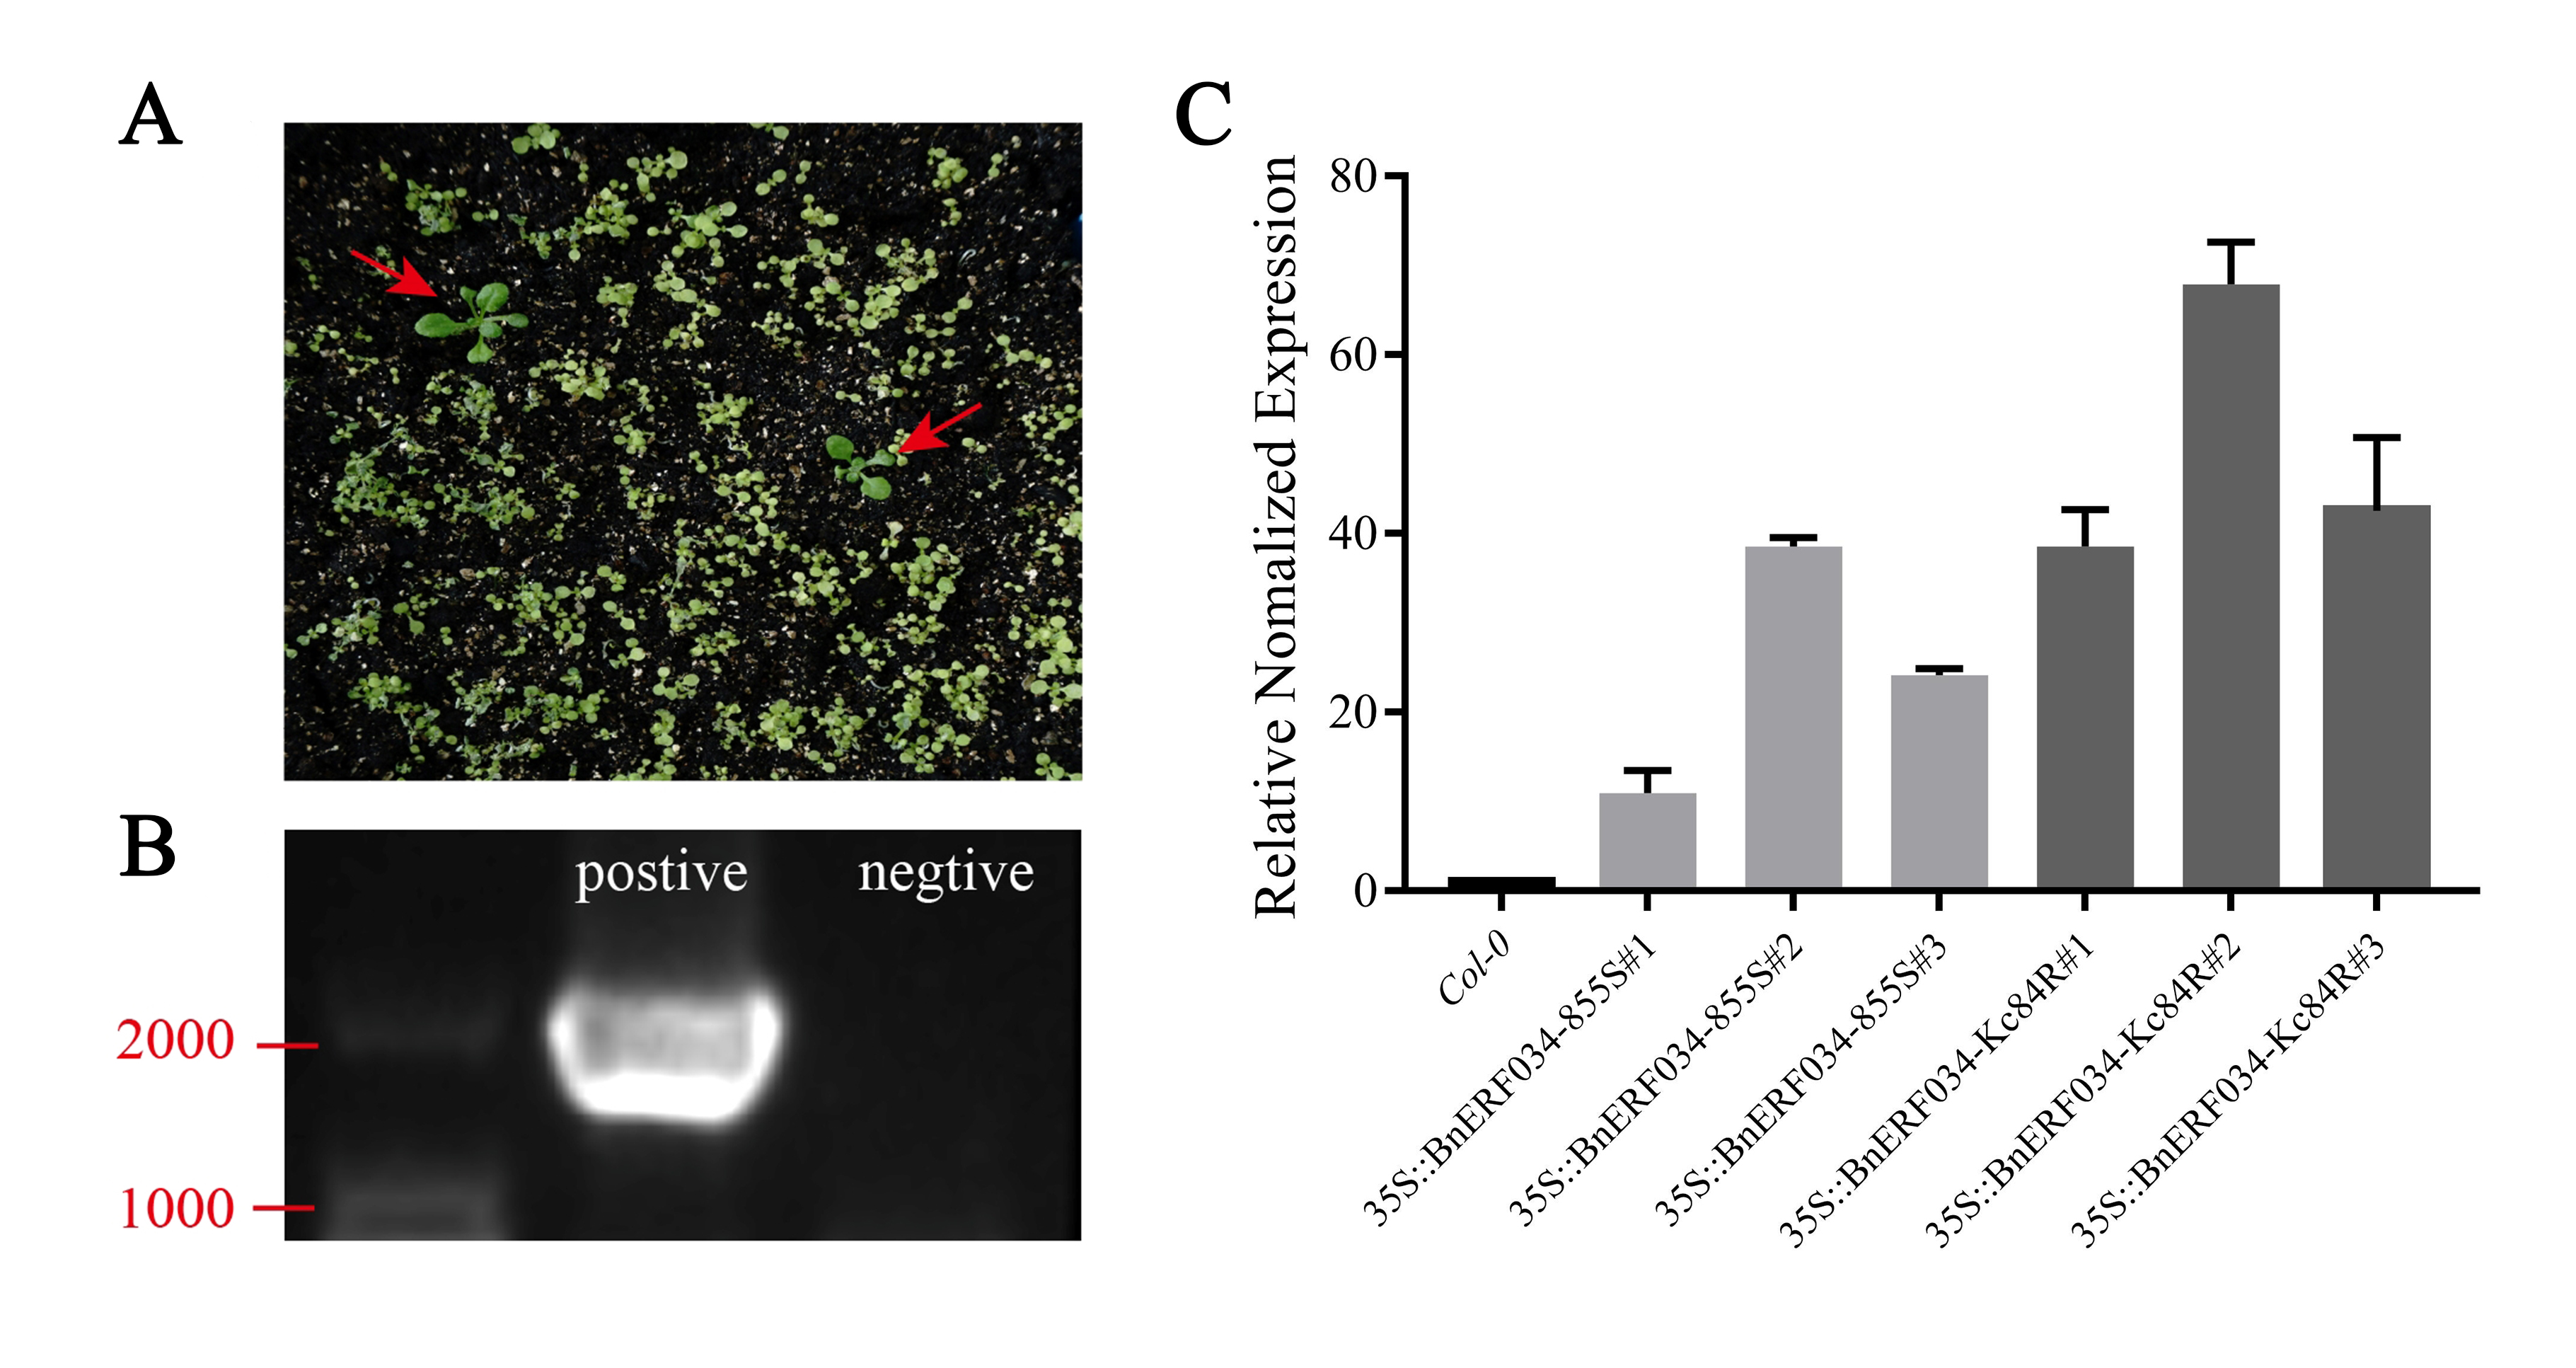 A
B
postive
negtive
2000
1000
C
Relative Nomalized Expression
80
60
40
20
0
Col-0
35S::BnERF034-855S#1
35S::BnERF034-855S#2
35S::BnERF034-855S#3
35S::BnERF034-Kc84R#1
35S::BnERF034-Kc84R#2
35S::BnERF034-Kc84R#3